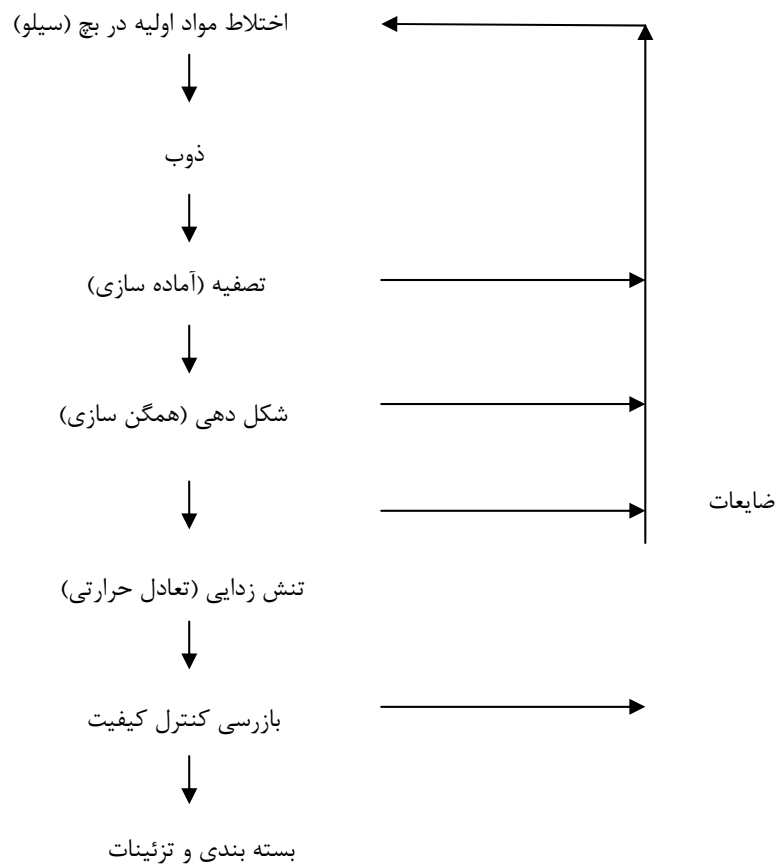 اختلاط مواد اولیه در بچ (سیلو)
ذوب
تصفیه (آماده سازی)
شکل دهی (همگن سازی)
ضایعات
تنش زدایی (تعادل حرارتی)
بازرسی کنترل کیفیت
بسته بندی و تزئینات